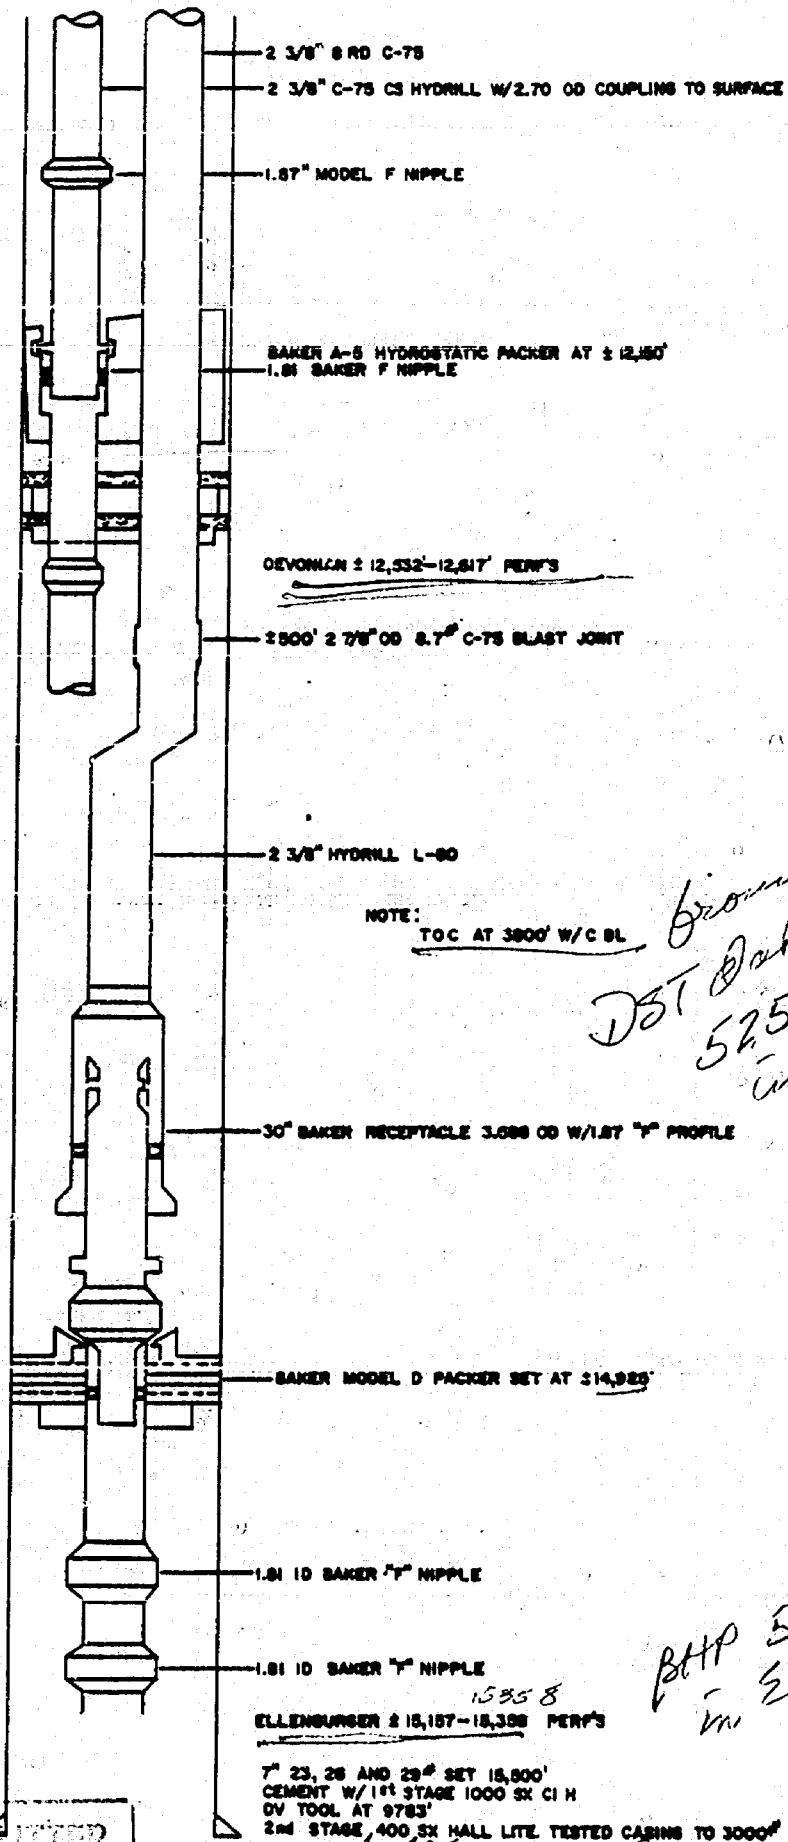 2 3/8" 8 RD C-75
2 3/8" C-75 CS HYDRILL W/2.70 OD COUPLING TO SURFACE
1.87" MODEL F NIPPLE
BAKER A-5 HYDROSTATIC PACKER AT ± 12,150'
1.81 BAKER F NIPPLE
DEVONIAN ± 12,532'-12,617' PERF'S
±500' 2 7/8" OD 8.7# C-75 BLAST JOINT
2 3/8" HYDRILL L-80
NOTE:
TOC AT 3800' W/C BL
from
DST
525
in
30" BAKER RECEPTACLE 3.688 OD W/1.87 "F" PROFILE
BAKER MODEL D PACKER SET AT ±14,925'
1.81 ID BAKER "F" NIPPLE
1.81 ID BAKER "F" NIPPLE
BHP 5
in
15358
ELLENBURGER ± 15,157-15,358 PERF'S
7" 23, 26 AND 29# SET 15,500'
CEMENT W/ 1st STAGE 1000 SX Cl H
DV TOOL AT 9783'
2nd STAGE, 400 SX HALL LITE TESTED CASING TO 3000#